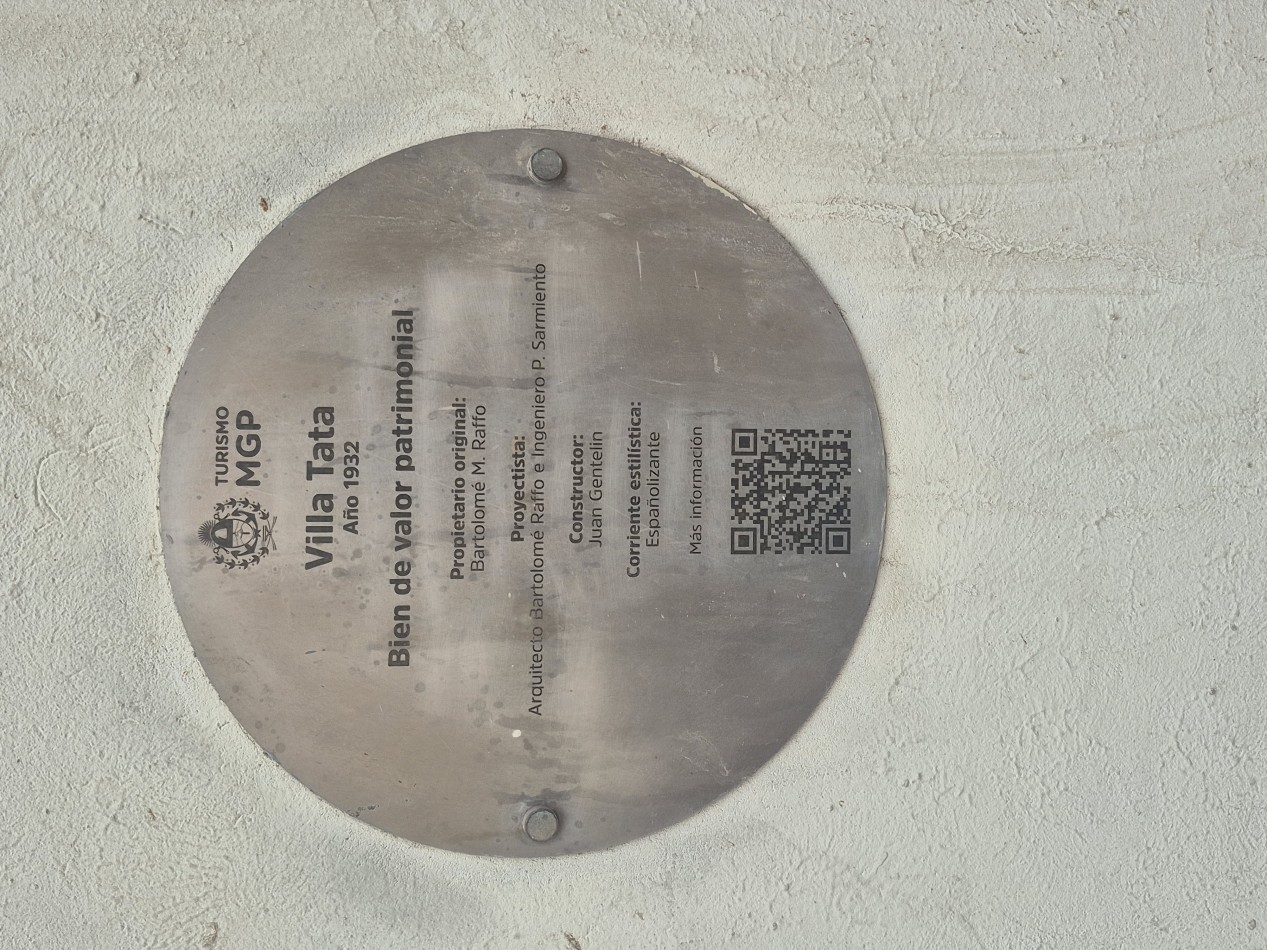 TURISMO
MGP
Villa Tata
Año 1932
Bien de valor patrimonial
Propietario original:
Bartolomé M. Raffo
Proyectista:
Arquitecto Bartolomé Raffo e Ingeniero P. Sarmiento
Constructor:
Juan Gentelin
Corriente estilística:
Españolizante
Más información